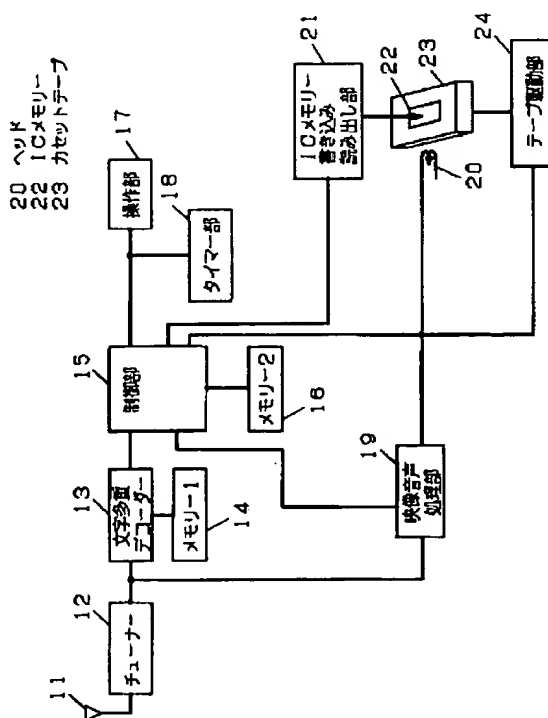 20 ヘッド
22 ICメモリー
23 カセットテープ
11
12
チューナー
13
文字多重
デコーダー
メモリー1
14
15
制御部
メモリー2
16
操作部
17
18
タイマー部
19
映像音声
処理部
21
ICメモリー
書き込み
読み出し部
22
23
20
24
テープ駆動部